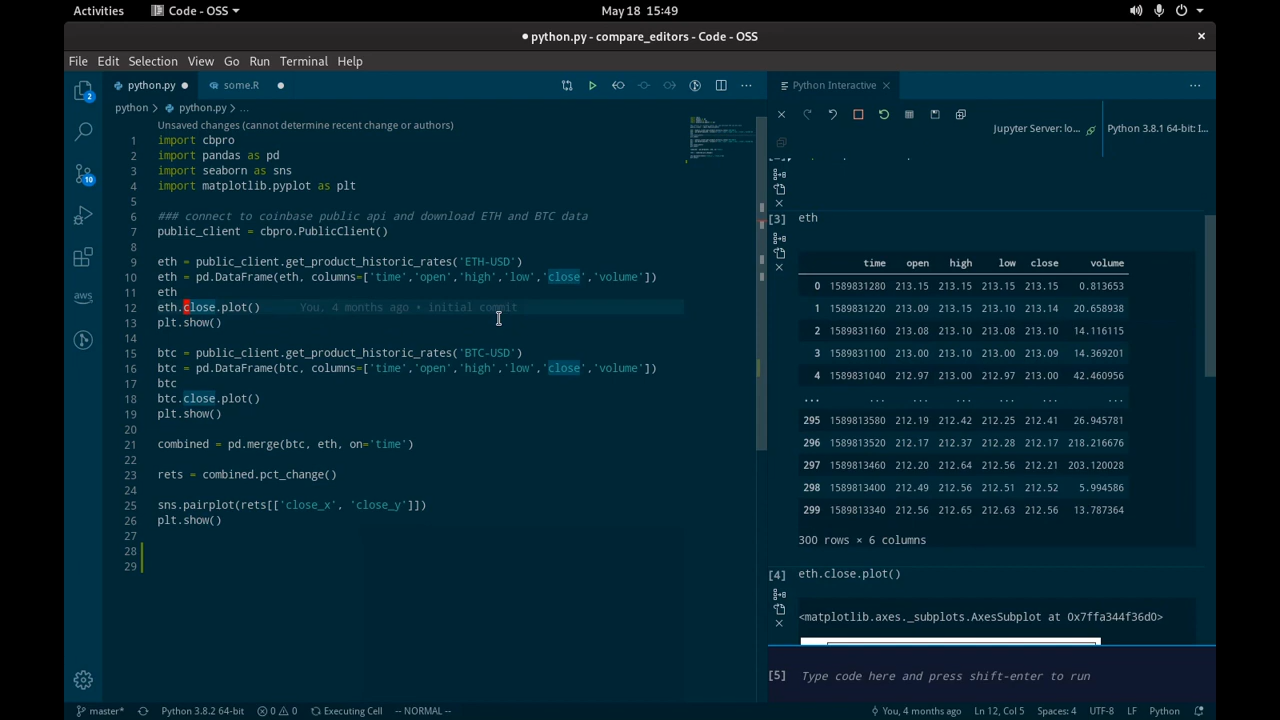 Activities
Code - OSS
May 18 15:49
python.py - compare_editors - Code - OSS
File Edit Selection View Go Run Terminal Help
python.py
some.R
Python Interactive
python > python.py > ...
Jupyter Server: lo...
Python 3.8.1 64-bit: I...
2
10
aws
Unsaved changes (cannot determine recent change or authors)
1 import cbpro
2 import pandas as pd
3 import seaborn as sns
4 import matplotlib.pyplot as plt
5
6 ### connect to coinbase public api and download ETH and BTC data
7 public_client = cbpro.PublicClient()
8
9 eth = public_client.get_product_historic_rates('ETH-USD')
10 eth = pd.DataFrame(eth, columns=['time','open','high','low','close','volume'])
11 eth
12 eth.close.plot() You, 4 months ago • initial commit
13 plt.show()
14
15 btc = public_client.get_product_historic_rates('BTC-USD')
16 btc = pd.DataFrame(btc, columns=['time','open','high','low','close','volume'])
17 btc
18 btc.close.plot()
19 plt.show()
20
21 combined = pd.merge(btc, eth, on='time')
22
23 rets = combined.pct_change()
24
25 sns.pairplot(rets[['close_x', 'close_y']])
26 plt.show()
27
28
29
[3] eth
time open high low close volume
0 1589831280 213.15 213.15 213.15 213.15 0.813653
1 1589831220 213.09 213.15 213.10 213.14 20.658938
2 1589831160 213.08 213.10 213.10 213.09 14.116115
3 1589831100 213.00 213.10 213.00 213.09 14.369201
4 1589831040 212.97 213.00 212.97 213.00 42.460956
... ... ... ... ... ... ...
295 1589813580 212.19 212.42 212.25 212.41 26.945781
296 1589813520 212.17 212.37 212.28 212.17 218.216676
297 1589813460 212.20 212.64 212.56 212.21 203.120028
298 1589813400 212.49 212.56 212.51 212.52 5.994586
299 1589813340 212.56 212.65 212.63 212.56 13.787364
300 rows × 6 columns
[4] eth.close.plot()
<matplotlib.axes._subplots.AxesSubplot at 0x7ffa344f36d0>
[5] Type code here and press shift-enter to run
master* Python 3.8.2 64-bit 0 0 Executing Cell -- NORMAL -- You, 4 months ago Ln 12, Col 5 Spaces: 4 UTF-8 LF Python